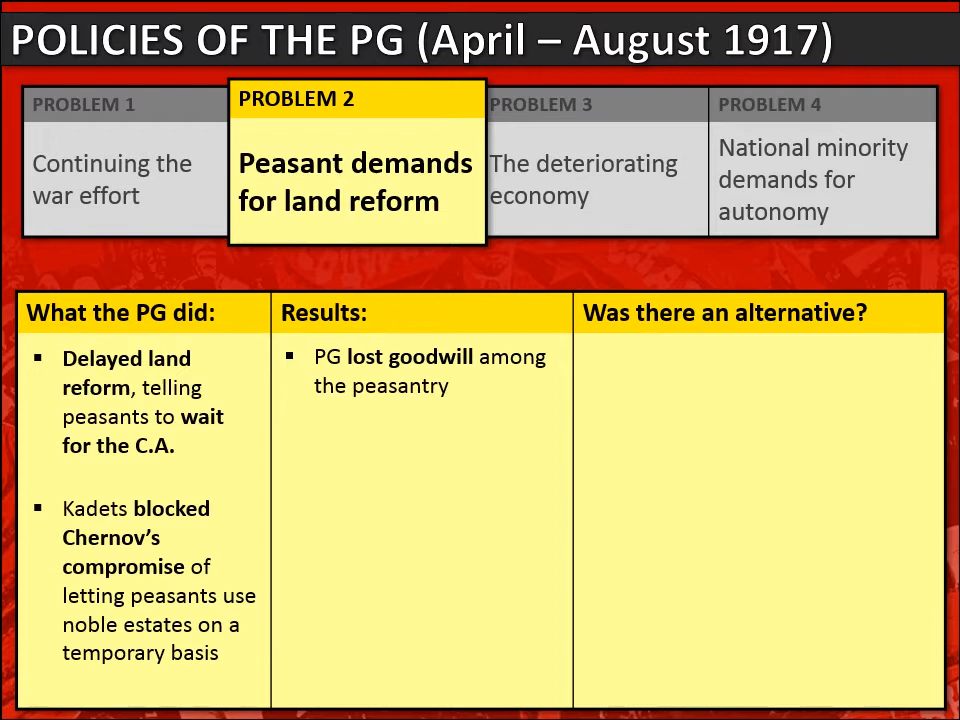 POLICIES OF THE PG (April – August 1917)
PROBLEM 1
Continuing the
war effort
PROBLEM 2
Peasant demands
for land reform
PROBLEM 3
The deteriorating
economy
PROBLEM 4
National minority
demands for
autonomy
What the PG did:
▪ Delayed land
reform, telling
peasants to wait
for the C.A.
▪ Kadets blocked
Chernov’s
compromise of
letting peasants use
noble estates on a
temporary basis
Results:
▪ PG lost goodwill among
the peasantry
Was there an alternative?